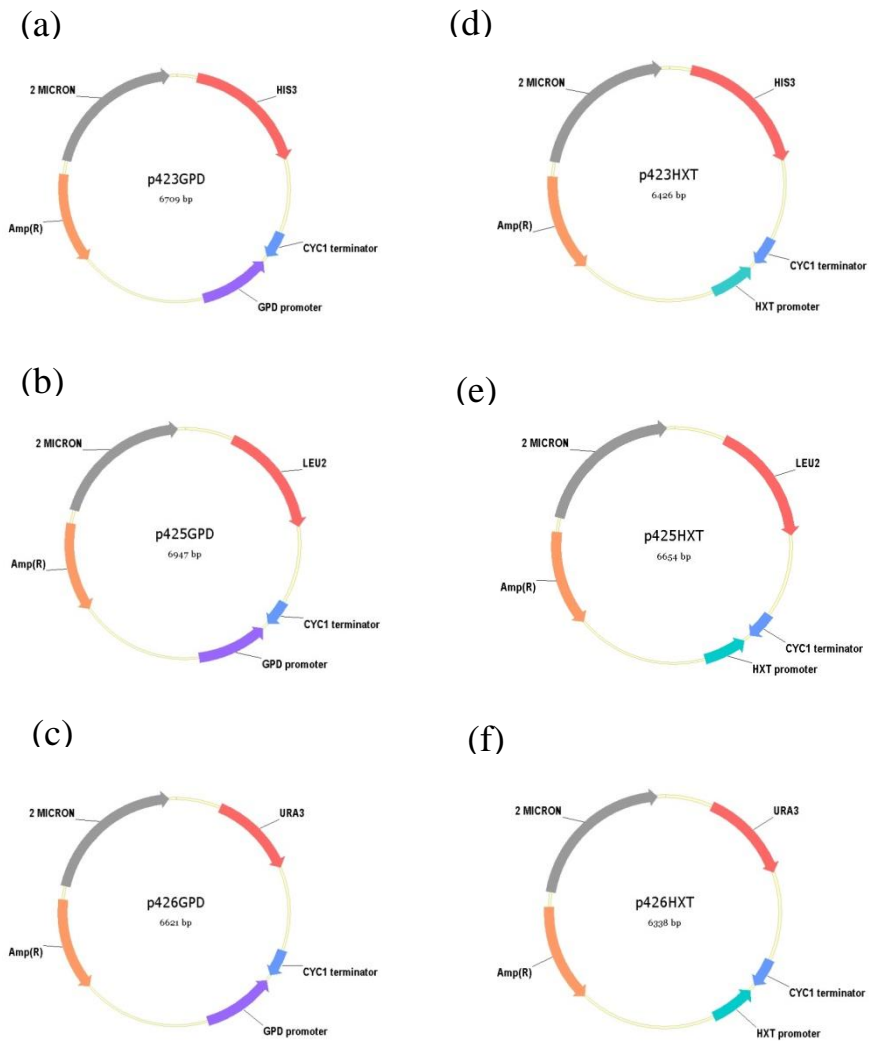 (a)
2 MICRON
HIS3
p423GPD
6709 bp
Amp(R)
CYC1 terminator
GPD promoter
(d)
2 MICRON
HIS3
p423HXT
6426 bp
Amp(R)
CYC1 terminator
HXT promoter
(b)
2 MICRON
LEU2
p425GPD
6947 bp
Amp(R)
CYC1 terminator
GPD promoter
(e)
2 MICRON
LEU2
p425HXT
6654 bp
Amp(R)
CYC1 terminator
HXT promoter
(c)
2 MICRON
URA3
p426GPD
6621 bp
Amp(R)
CYC1 terminator
GPD promoter
(f)
2 MICRON
URA3
p426HXT
6338 bp
Amp(R)
CYC1 terminator
HXT promoter